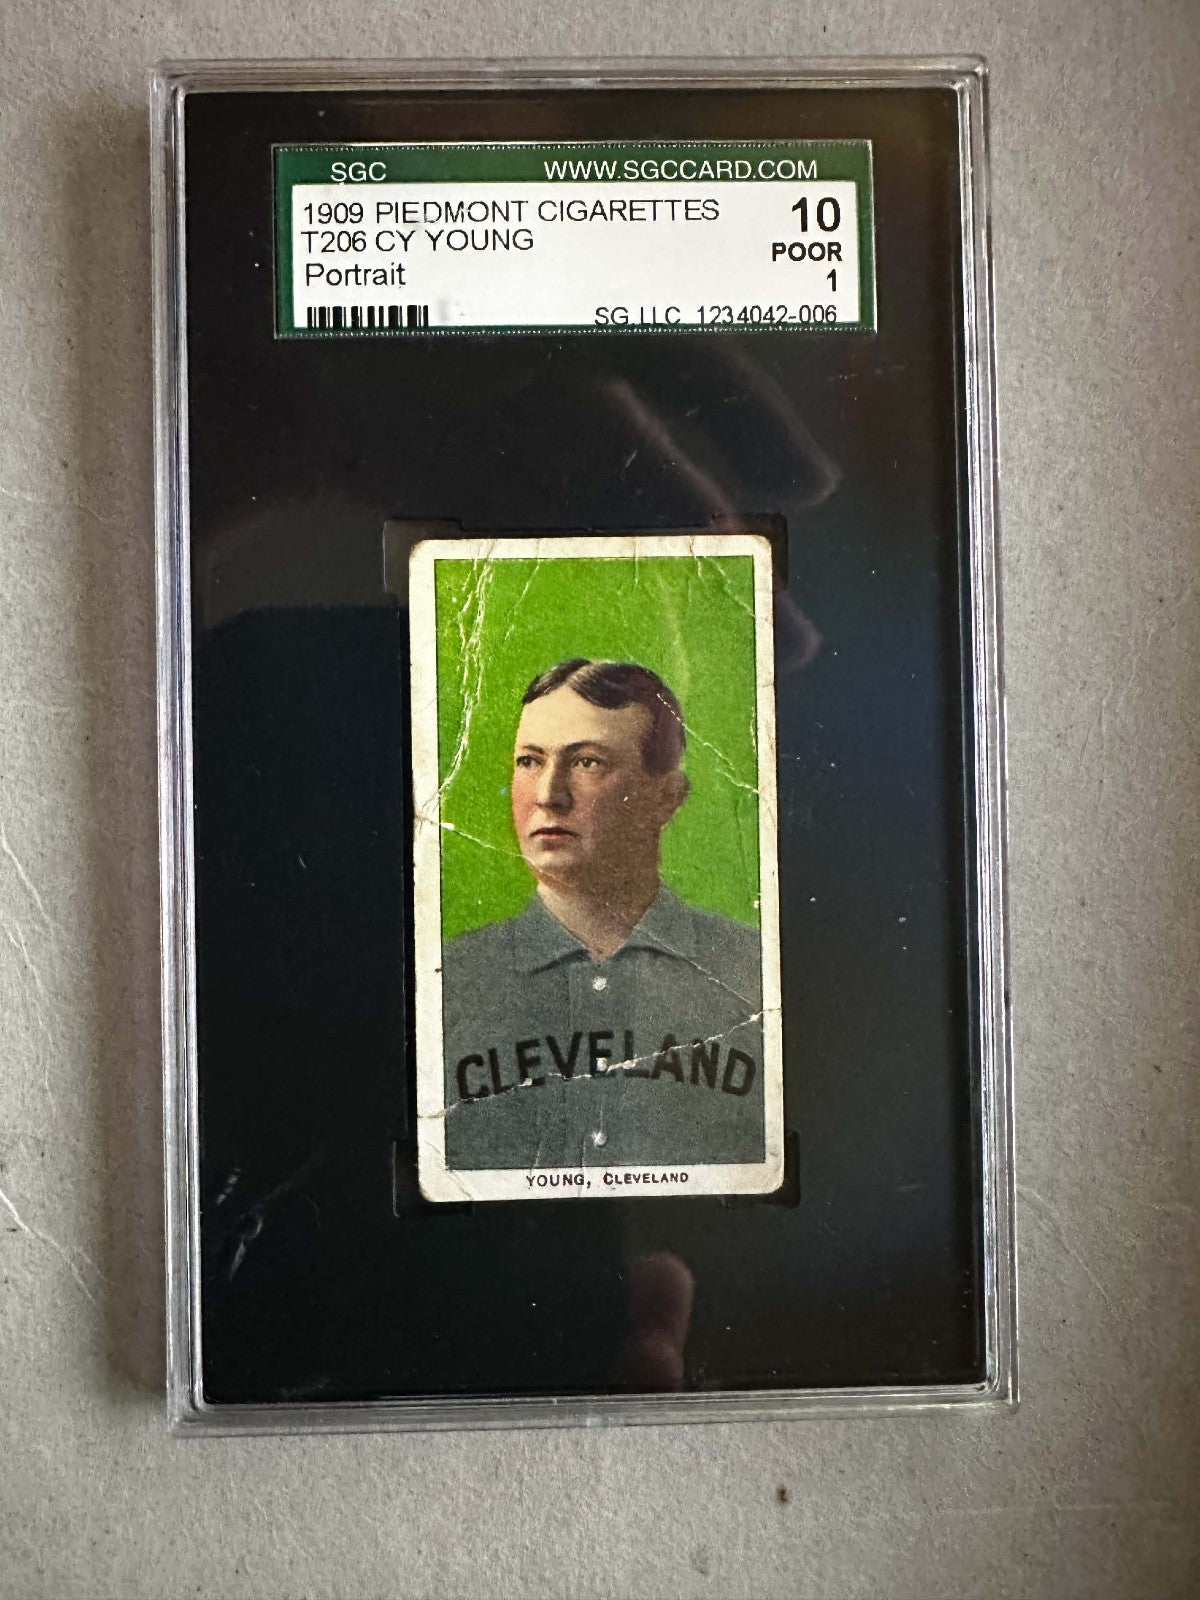 SGC WWW.SGCCARD.COM
1909 PIEDMONT CIGARETTES 10
T206 CY YOUNG POOR
Portrait 1
SG LLC 1234042-006
CLEVELAND
YOUNG, CLEVELAND